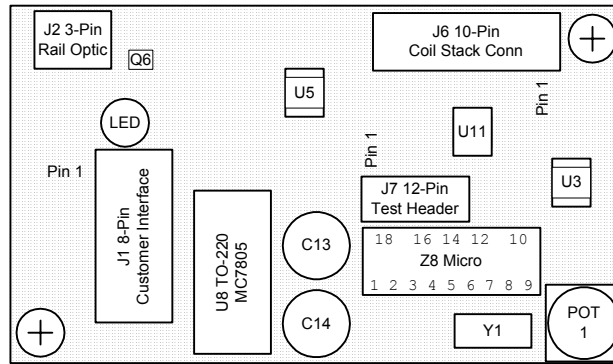 J2 3-Pin
Rail Optic
Q6
J6 10-Pin
Coil Stack Conn
U5
LED
Pin 1
U11
Pin 1
Pin 1
J7 12-Pin
Test Header
U3
J1 8-Pin
Customer Interface
U8 TO-220
MC7805
C13
18 16 14 12 10
Z8 Micro
1 2 3 4 5 6 7 8 9
C14
Y1
POT
1